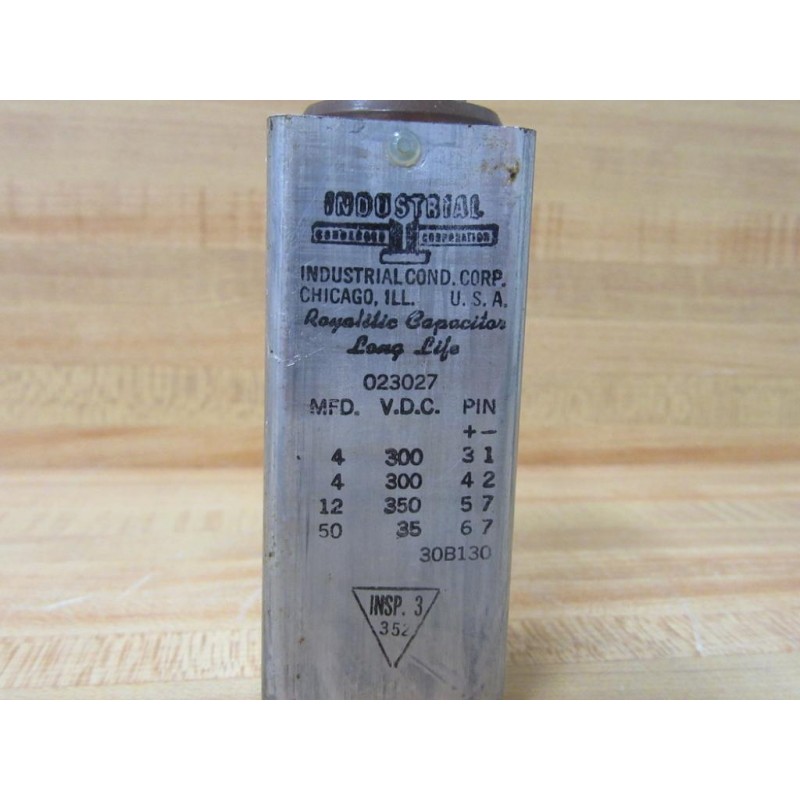 INDUSTRIAL
CONDENSER CORPORATION
INDUSTRIAL COND. CORP.
CHICAGO, ILL. U. S. A.
Royalitic Capacitor
Long Life
023027
MFD. V.D.C. PIN
+ −
4 300 3 1
4 300 4 2
12 350 5 7
50 35 6 7
30B130
INSP. 3
352